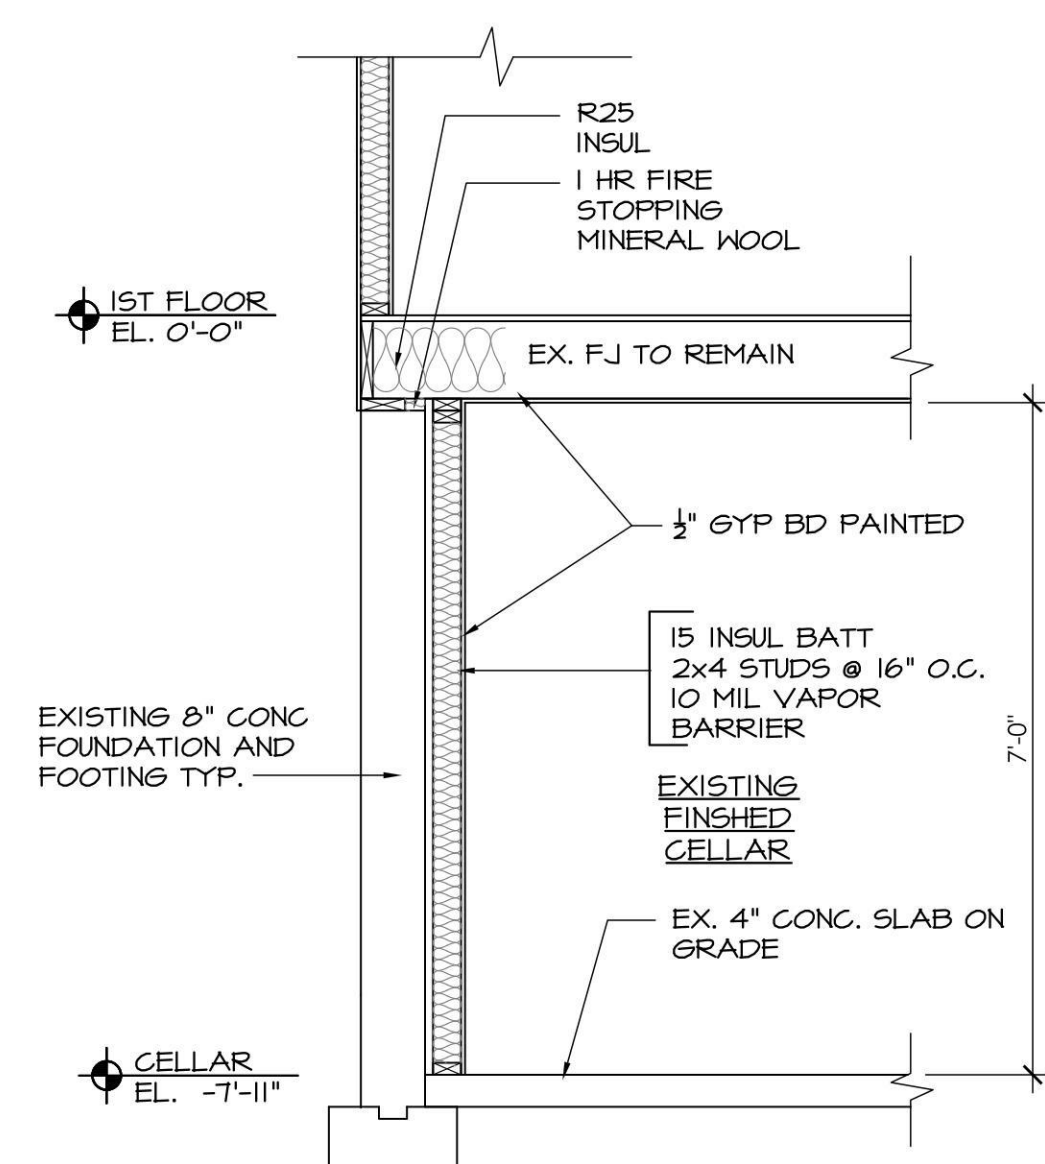 R25
INSUL
1 HR FIRE
STOPPING
MINERAL WOOL
1ST FLOOR
EL. 0'-0"
EX. FJ TO REMAIN
½" GYP BD PAINTED
15 INSUL BATT
2x4 STUDS @ 16" O.C.
10 MIL VAPOR
BARRIER
EXISTING 8" CONC
FOUNDATION AND
FOOTING TYP.
7'-0"
EXISTING
FINSHED
CELLAR
EX. 4" CONC. SLAB ON
GRADE
CELLAR
EL. -7'-11"